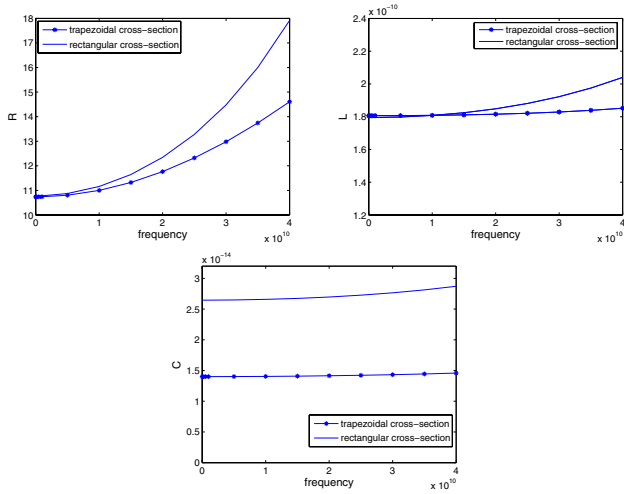 18
17
16
15
14
13
12
11
10
R
trapezoidal cross−section
rectangular cross−section
0
1
2
3
4
x 10^10
frequency
x 10^−10
2.4
2.2
2
1.8
1.6
1.4
1.2
L
trapezoidal cross−section
rectangular cross−section
0
1
2
3
4
x 10^10
frequency
x 10^−14
3
2.5
2
1.5
1
0.5
0
C
trapezoidal cross−section
rectangular cross−section
0
1
2
3
4
x 10^10
frequency